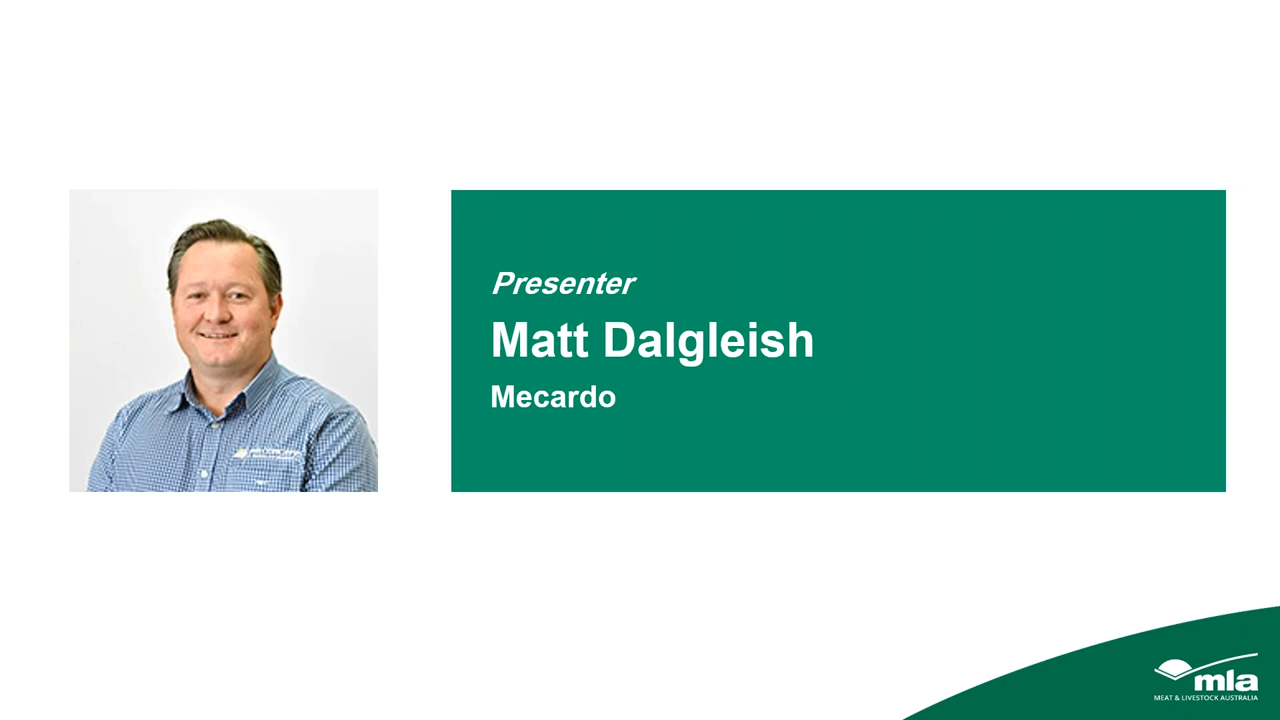 Presenter
Matt Dalgleish
Mecardo
mla
MEAT & LIVESTOCK AUSTRALIA